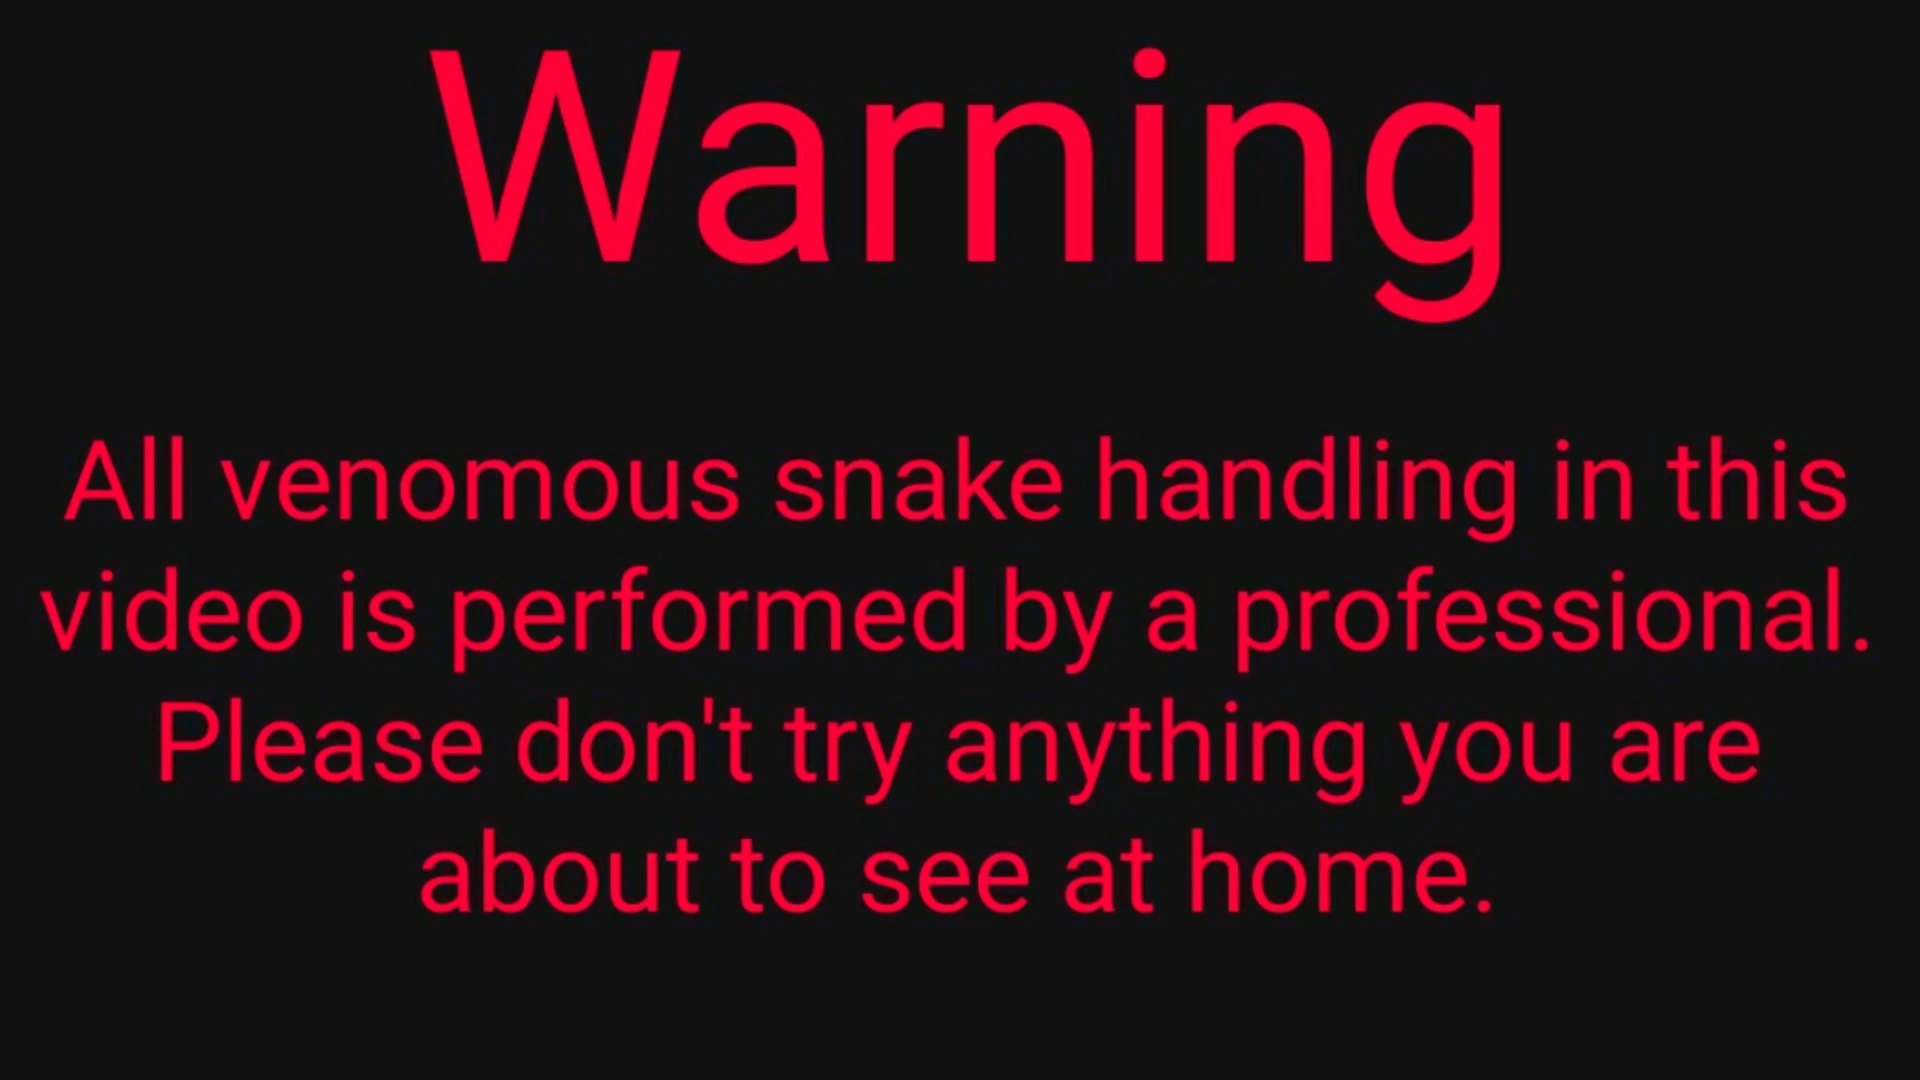 Warning
All venomous snake handling in this
video is performed by a professional.
Please don't try anything you are
about to see at home.